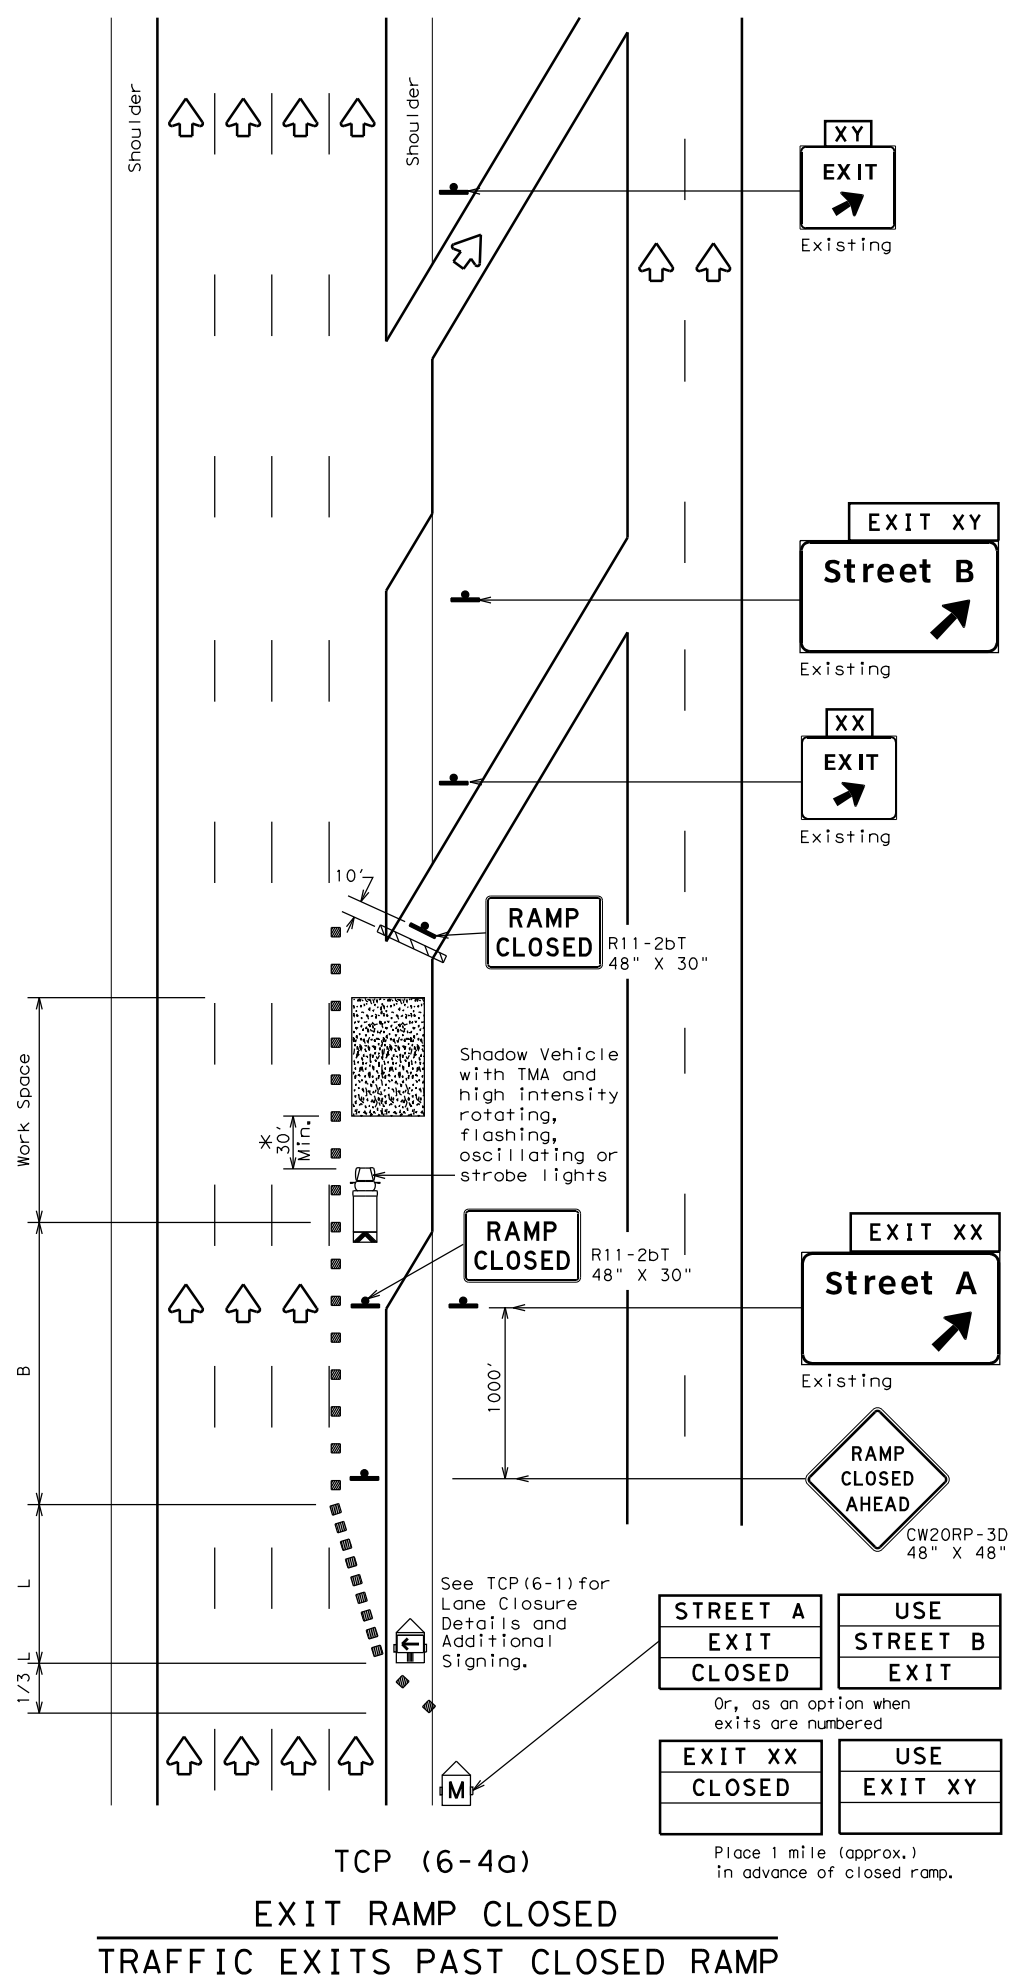 Shoulder
Shoulder
XY
EXIT
Existing
EXIT XY
Street B
Existing
XX
EXIT
Existing
10'
RAMP
CLOSED
R11-2bT
48" X 30"
Work Space
*
30'
Min.
Shadow Vehicle
with TMA and
high intensity
rotating,
flashing,
oscillating or
strobe lights
RAMP
CLOSED
R11-2bT
48" X 30"
EXIT XX
Street A
Existing
B
1000'
RAMP
CLOSED
AHEAD
CW20RP-3D
48" X 48"
L
See TCP(6-1)for
Lane Closure
Details and
Additional
Signing.
1/3 L
STREET A
EXIT
CLOSED
USE
STREET B
EXIT
Or, as an option when
exits are numbered
EXIT XX
CLOSED
USE
EXIT XY
M
Place 1 mile (approx.)
in advance of closed ramp.
TCP (6-4a)
EXIT RAMP CLOSED
TRAFFIC EXITS PAST CLOSED RAMP